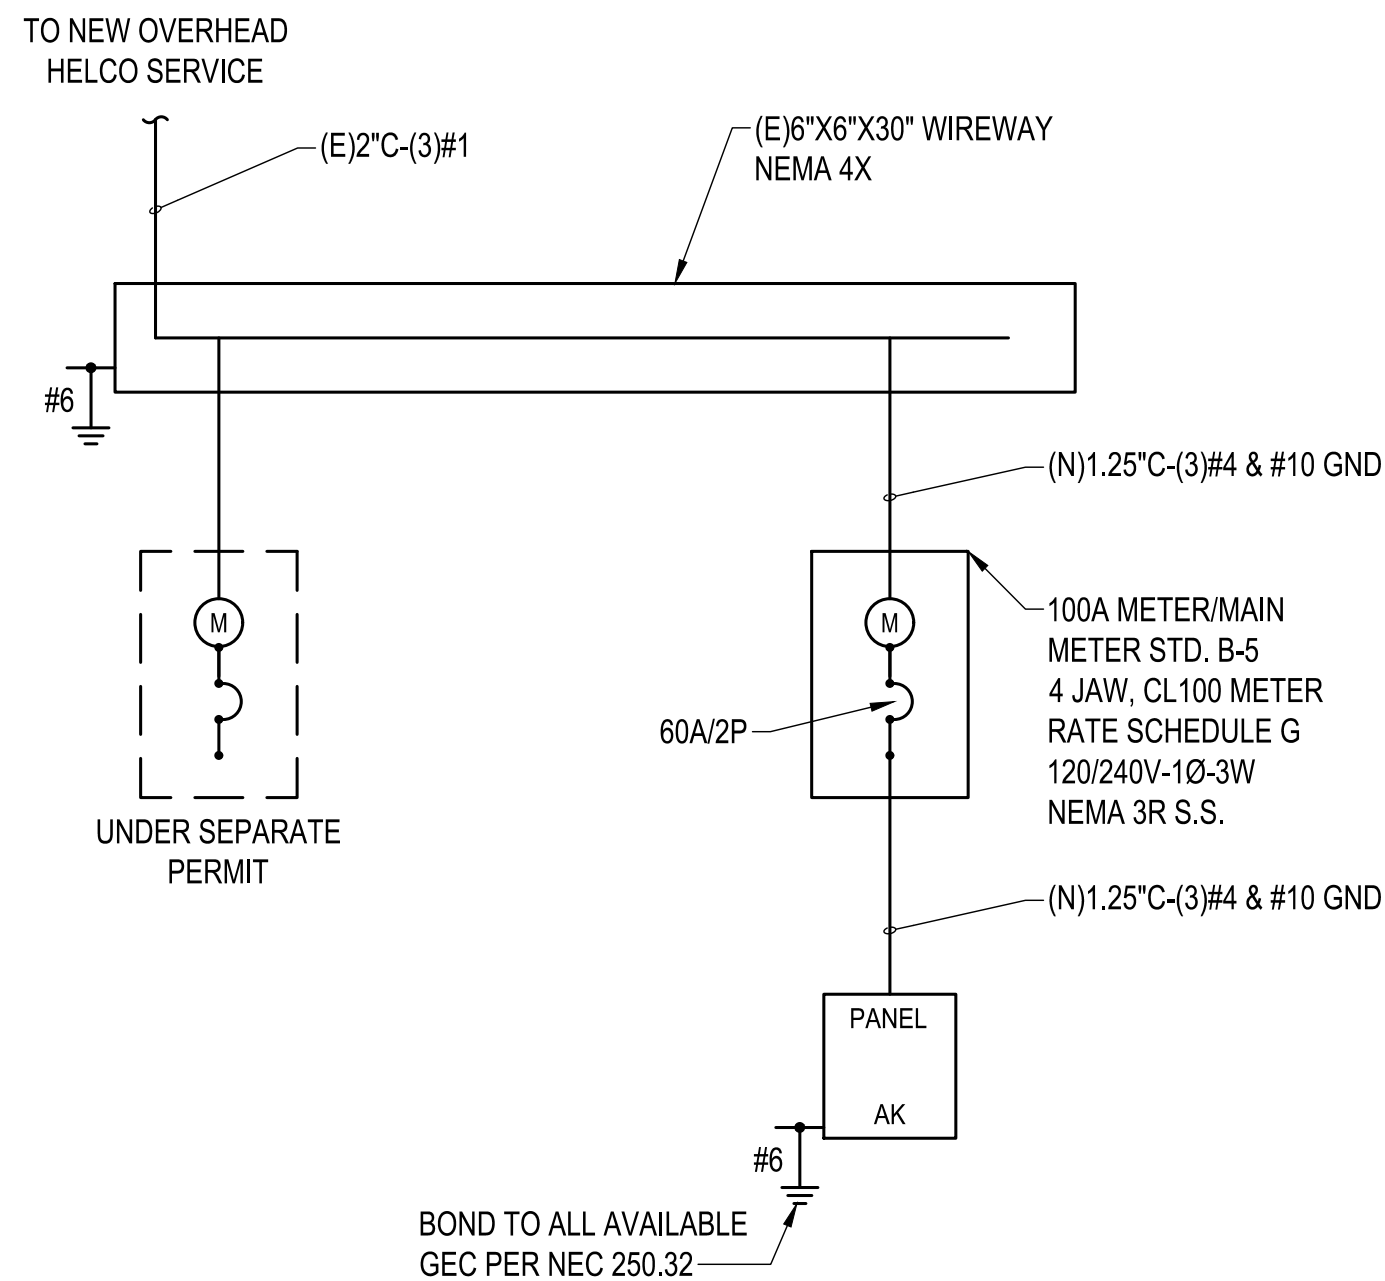 TO NEW OVERHEAD
HELCO SERVICE
(E)2"C-(3)#1
(E)6"X6"X30" WIREWAY
NEMA 4X
#6
(N)1.25"C-(3)#4 & #10 GND
M
M
100A METER/MAIN
METER STD. B-5
4 JAW, CL100 METER
RATE SCHEDULE G
120/240V-1Ø-3W
NEMA 3R S.S.
60A/2P
UNDER SEPARATE
PERMIT
(N)1.25"C-(3)#4 & #10 GND
PANEL
AK
#6
BOND TO ALL AVAILABLE
GEC PER NEC 250.32